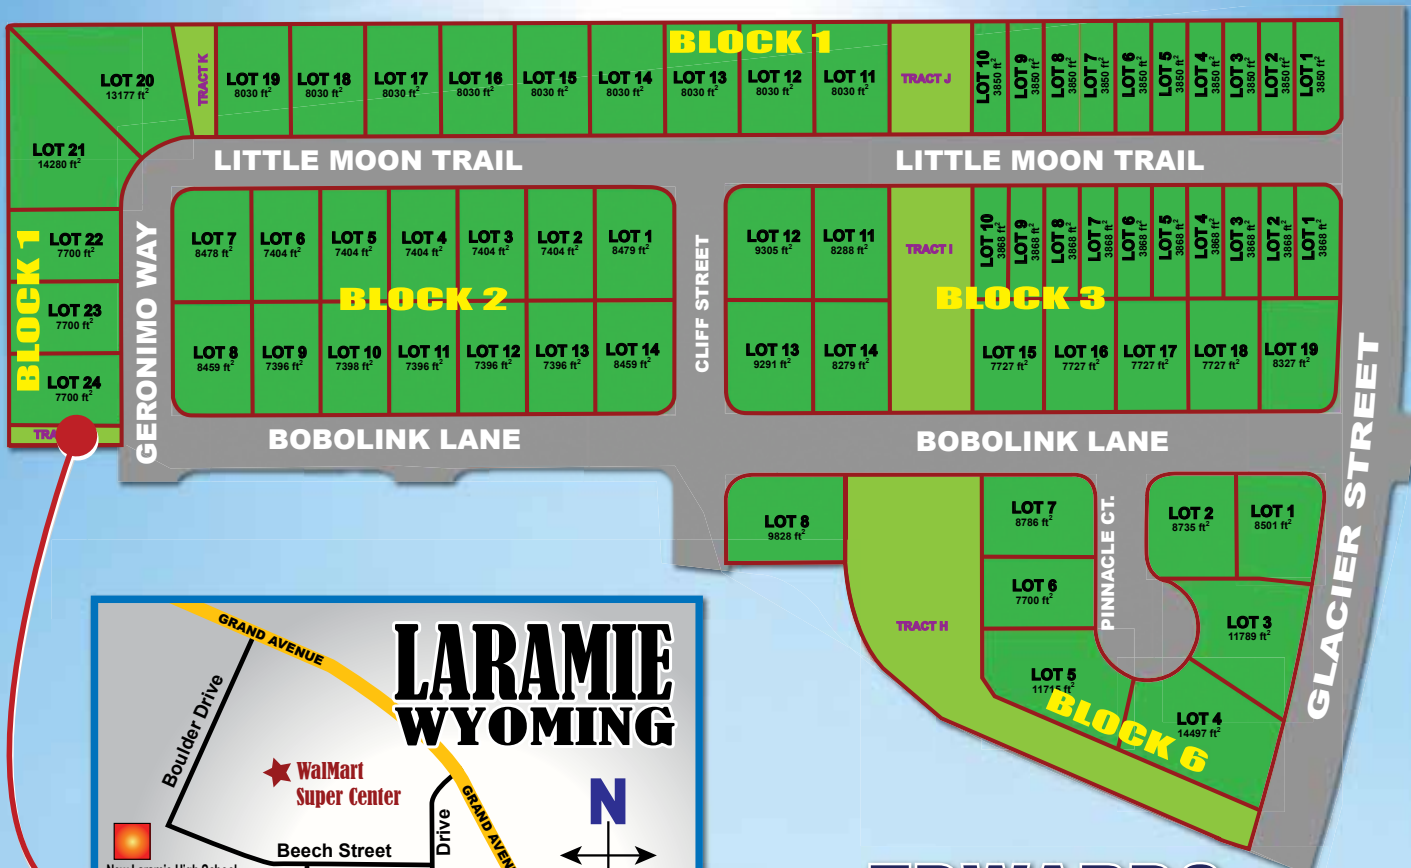 BLOCK 1
LOT 20
13177 ft²
TRACT K
LOT 19
8030 ft²
LOT 18
8030 ft²
LOT 17
8030 ft²
LOT 16
8030 ft²
LOT 15
8030 ft²
LOT 14
8030 ft²
LOT 13
8030 ft²
LOT 12
8030 ft²
LOT 11
8030 ft²
TRACT J
LOT 10
3850 ft²
LOT 9
3850 ft²
LOT 8
3850 ft²
LOT 7
3850 ft²
LOT 6
3850 ft²
LOT 5
3850 ft²
LOT 4
3850 ft²
LOT 3
3850 ft²
LOT 2
3850 ft²
LOT 1
3850 ft²
LOT 21
14280 ft²
LITTLE MOON TRAIL
LITTLE MOON TRAIL
BLOCK 1
LOT 22
7700 ft²
LOT 23
7700 ft²
LOT 24
7700 ft²
GERONIMO WAY
LOT 7
8478 ft²
LOT 6
7404 ft²
LOT 5
7404 ft²
LOT 4
7404 ft²
LOT 3
7404 ft²
LOT 2
7404 ft²
LOT 1
8479 ft²
BLOCK 2
LOT 8
8459 ft²
LOT 9
7396 ft²
LOT 10
7398 ft²
LOT 11
7396 ft²
LOT 12
7396 ft²
LOT 13
7396 ft²
LOT 14
8459 ft²
CLIFF STREET
LOT 12
9305 ft²
LOT 11
8288 ft²
TRACT I
LOT 10
3868 ft²
LOT 9
3868 ft²
LOT 8
3868 ft²
LOT 7
3868 ft²
LOT 6
3868 ft²
LOT 5
3868 ft²
LOT 4
3868 ft²
LOT 3
3868 ft²
LOT 2
3868 ft²
LOT 1
3868 ft²
BLOCK 3
LOT 13
9291 ft²
LOT 14
8279 ft²
LOT 15
7727 ft²
LOT 16
7727 ft²
LOT 17
7727 ft²
LOT 18
7727 ft²
LOT 19
8327 ft²
BOBOLINK LANE
BOBOLINK LANE
GLACIER STREET
LOT 8
9828 ft²
TRACT H
LOT 7
8786 ft²
LOT 6
7700 ft²
LOT 5
PINNACLE CT.
LOT 2
8735 ft²
LOT 1
8501 ft²
LOT 3
11789 ft²
LOT 4
14497 ft²
BLOCK 6
LARAMIE
WYOMING
GRAND AVENUE
Boulder Drive
WalMart
Super Center
N
GRAND AVEN
Drive
Beech Street